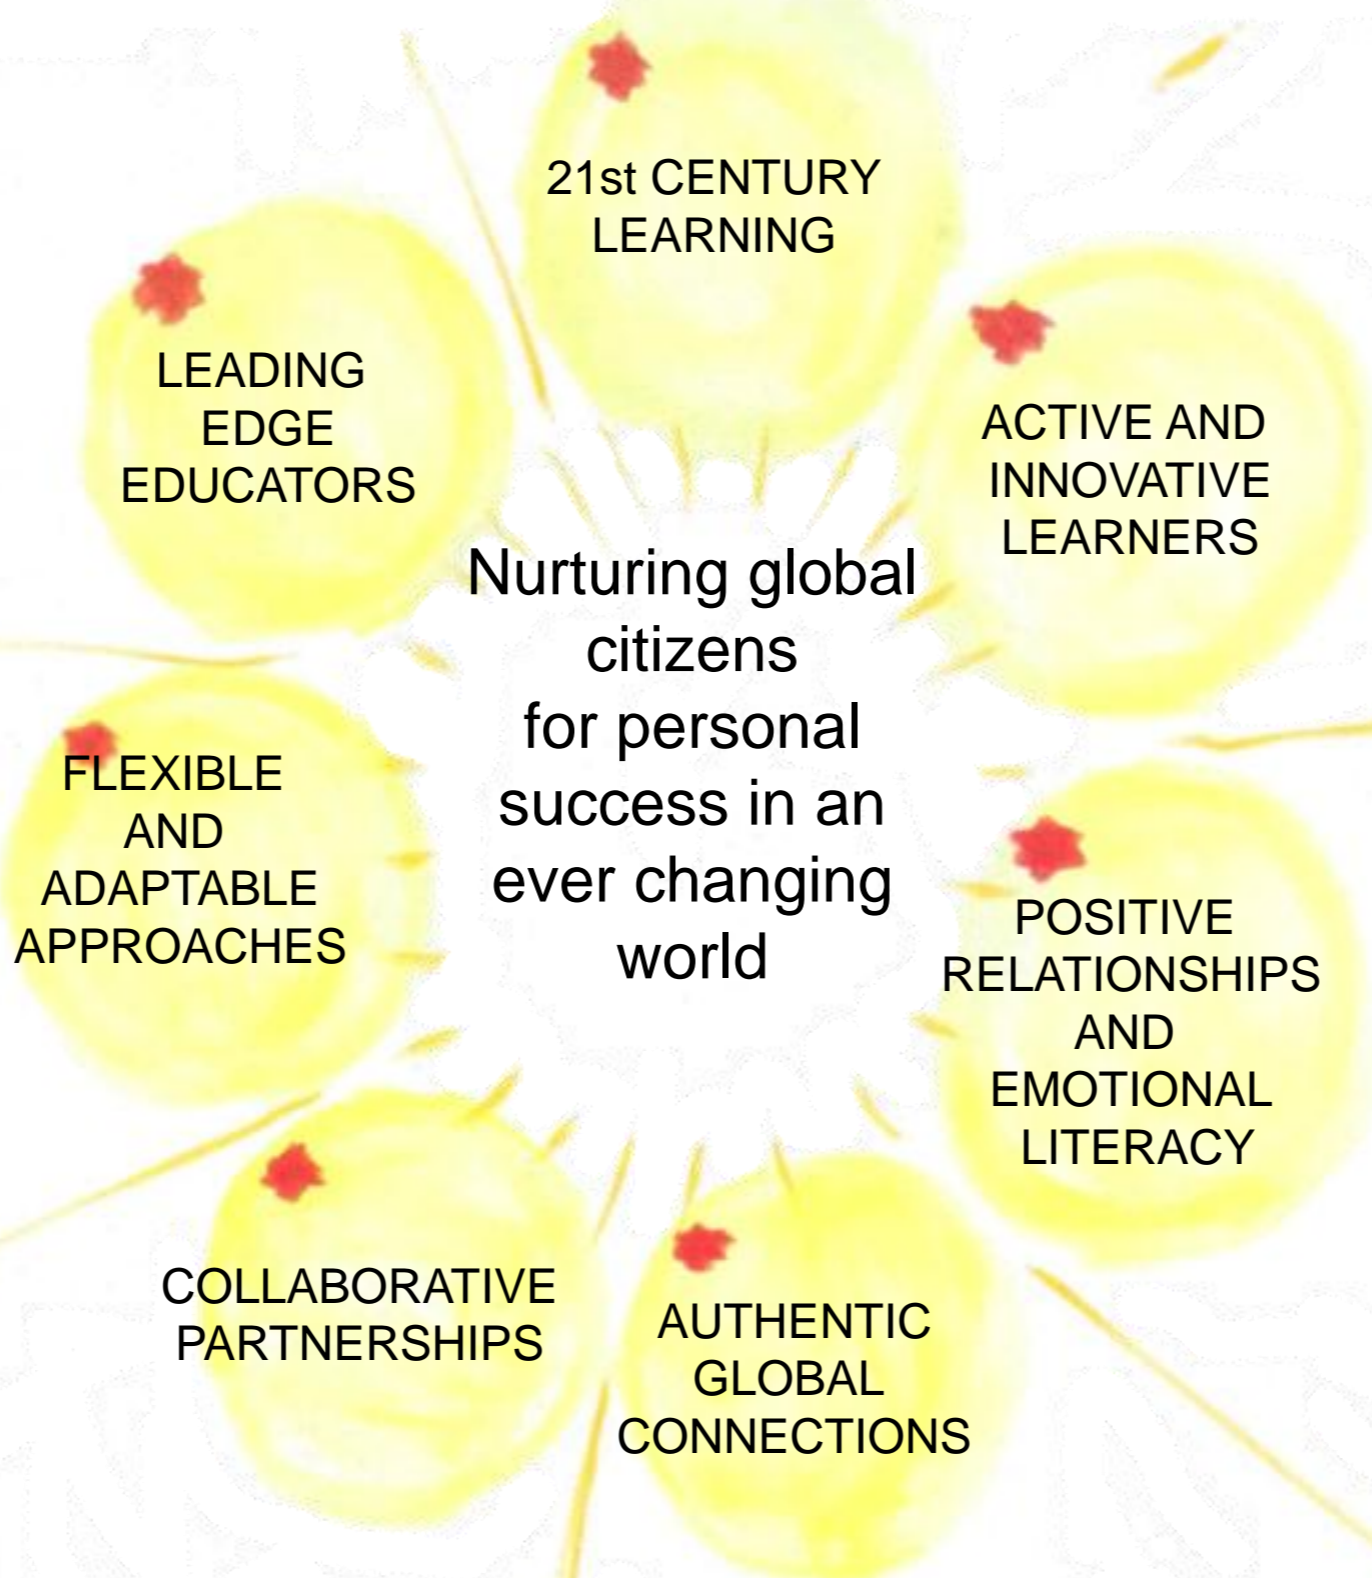 21st CENTURY
LEARNING
ACTIVE AND
INNOVATIVE
LEARNERS
POSITIVE
RELATIONSHIPS
AND
EMOTIONAL
LITERACY
AUTHENTIC
GLOBAL
CONNECTIONS
COLLABORATIVE
PARTNERSHIPS
FLEXIBLE
AND
ADAPTABLE
APPROACHES
LEADING
EDGE
EDUCATORS
Nurturing global
citizens
for personal
success in an
ever changing
world